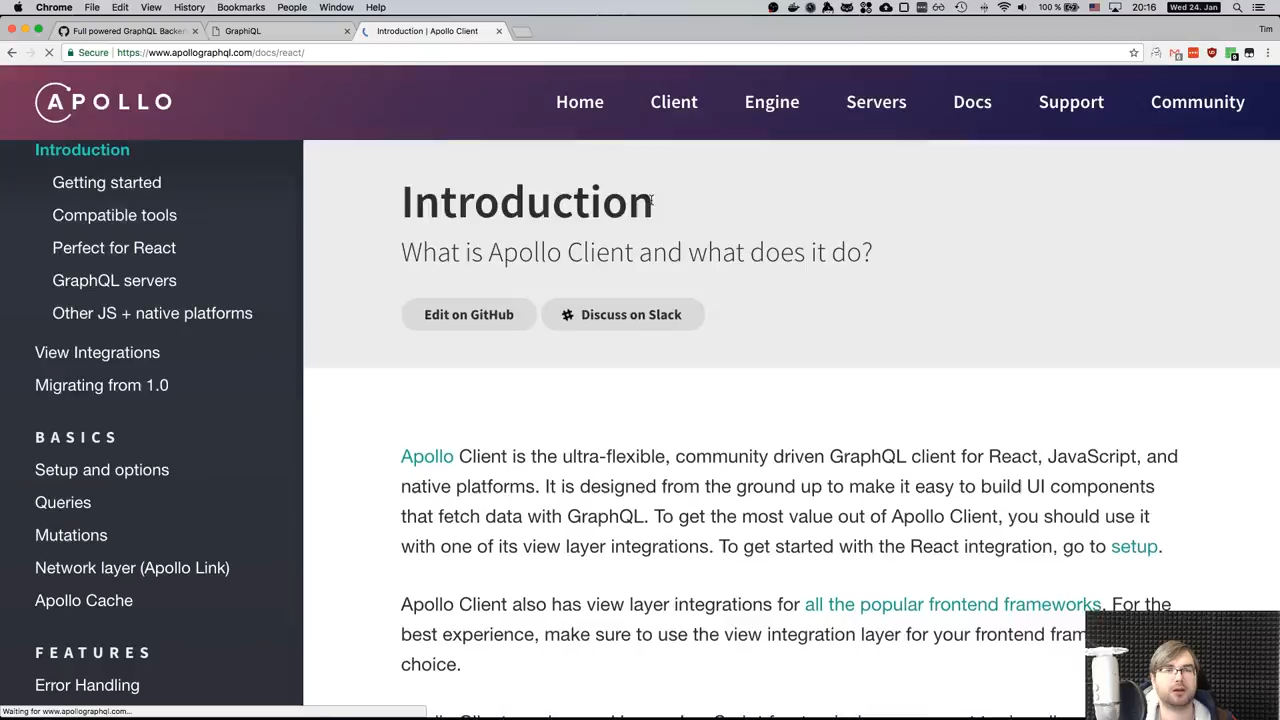 Chrome File Edit View History Bookmarks People Window Help 100 % 20:16 Wed 24. Jan
Full powered GraphQL Backen GraphiQL Introduction | Apollo Client Tim
Secure https://www.apollographql.com/docs/react/
APOLLO Home Client Engine Servers Docs Support Community
Introduction
Getting started
Compatible tools
Perfect for React
GraphQL servers
Other JS + native platforms
View Integrations
Migrating from 1.0
BASICS
Setup and options
Queries
Mutations
Network layer (Apollo Link)
Apollo Cache
FEATURES
Error Handling
Introduction
What is Apollo Client and what does it do?
Edit on GitHub Discuss on Slack
Apollo Client is the ultra-flexible, community driven GraphQL client for React, JavaScript, and
native platforms. It is designed from the ground up to make it easy to build UI components
that fetch data with GraphQL. To get the most value out of Apollo Client, you should use it
with one of its view layer integrations. To get started with the React integration, go to setup.
Apollo Client also has view layer integrations for all the popular frontend frameworks. For the
best experience, make sure to use the view integration layer for your frontend fram
choice.
Waiting for www.apollographql.com...